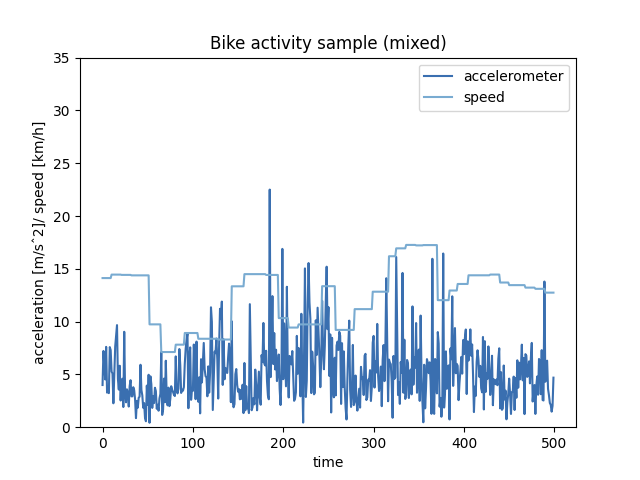 Bike activity sample (mixed)
35
30
25
20
15
10
5
0
acceleration [m/s^2]/ speed [km/h]
accelerometer
speed
0
100
200
300
400
500
time